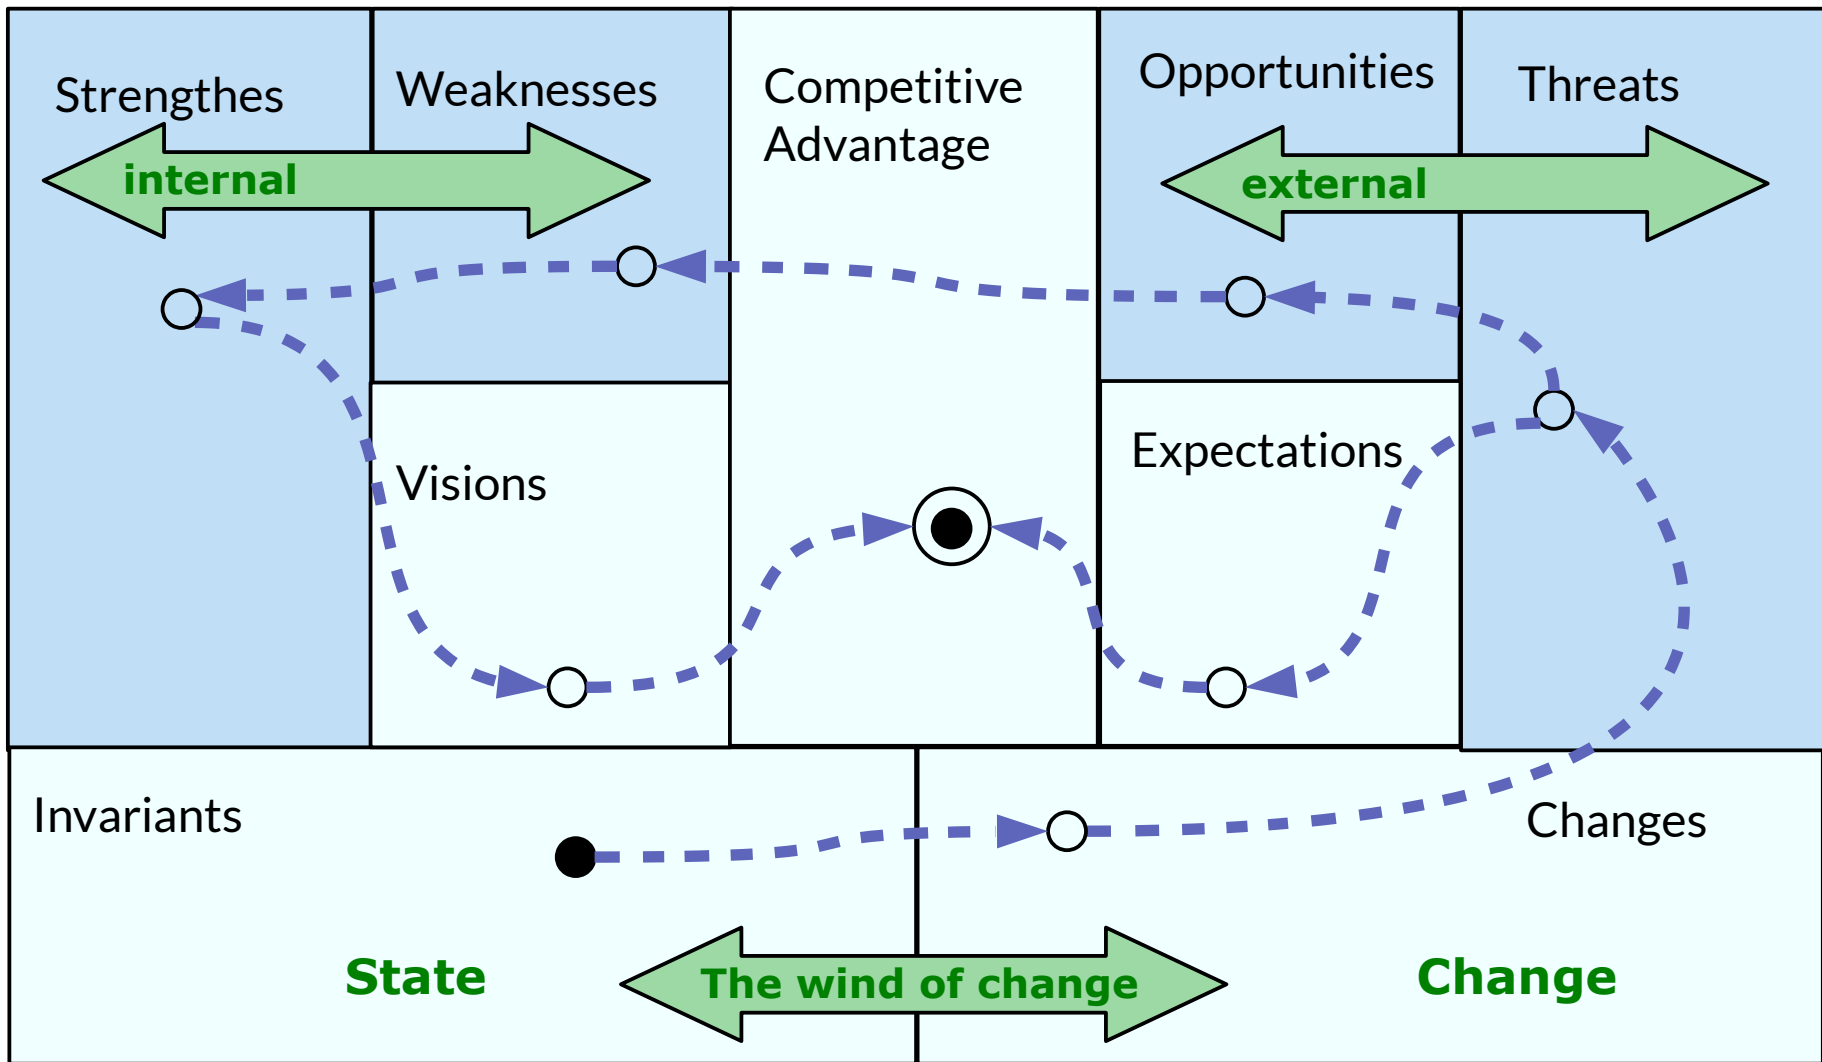 Strengthes
Weaknesses
Competitive
Advantage
Opportunities
Threats
internal
external
Visions
Expectations
Invariants
Changes
State
The wind of change
Change